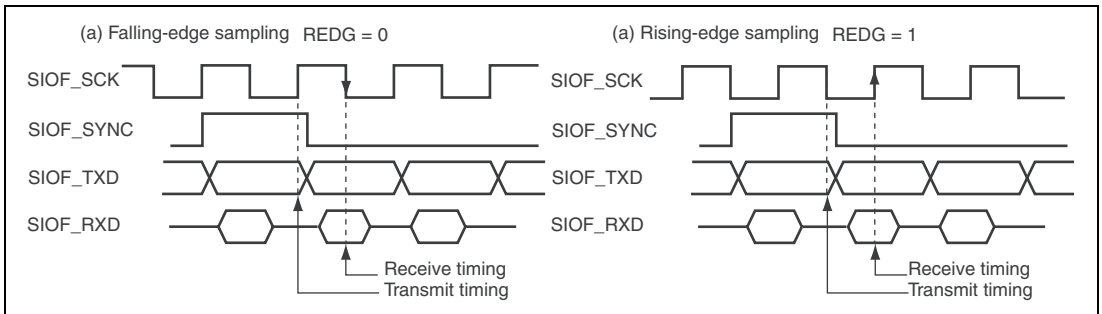 (a) Falling-edge sampling REDG = 0
SIOF_SCK
SIOF_SYNC
SIOF_TXD
SIOF_RXD
Receive timing
Transmit timing
(a) Rising-edge sampling REDG = 1
SIOF_SCK
SIOF_SYNC
SIOF_TXD
SIOF_RXD
Receive timing
Transmit timing